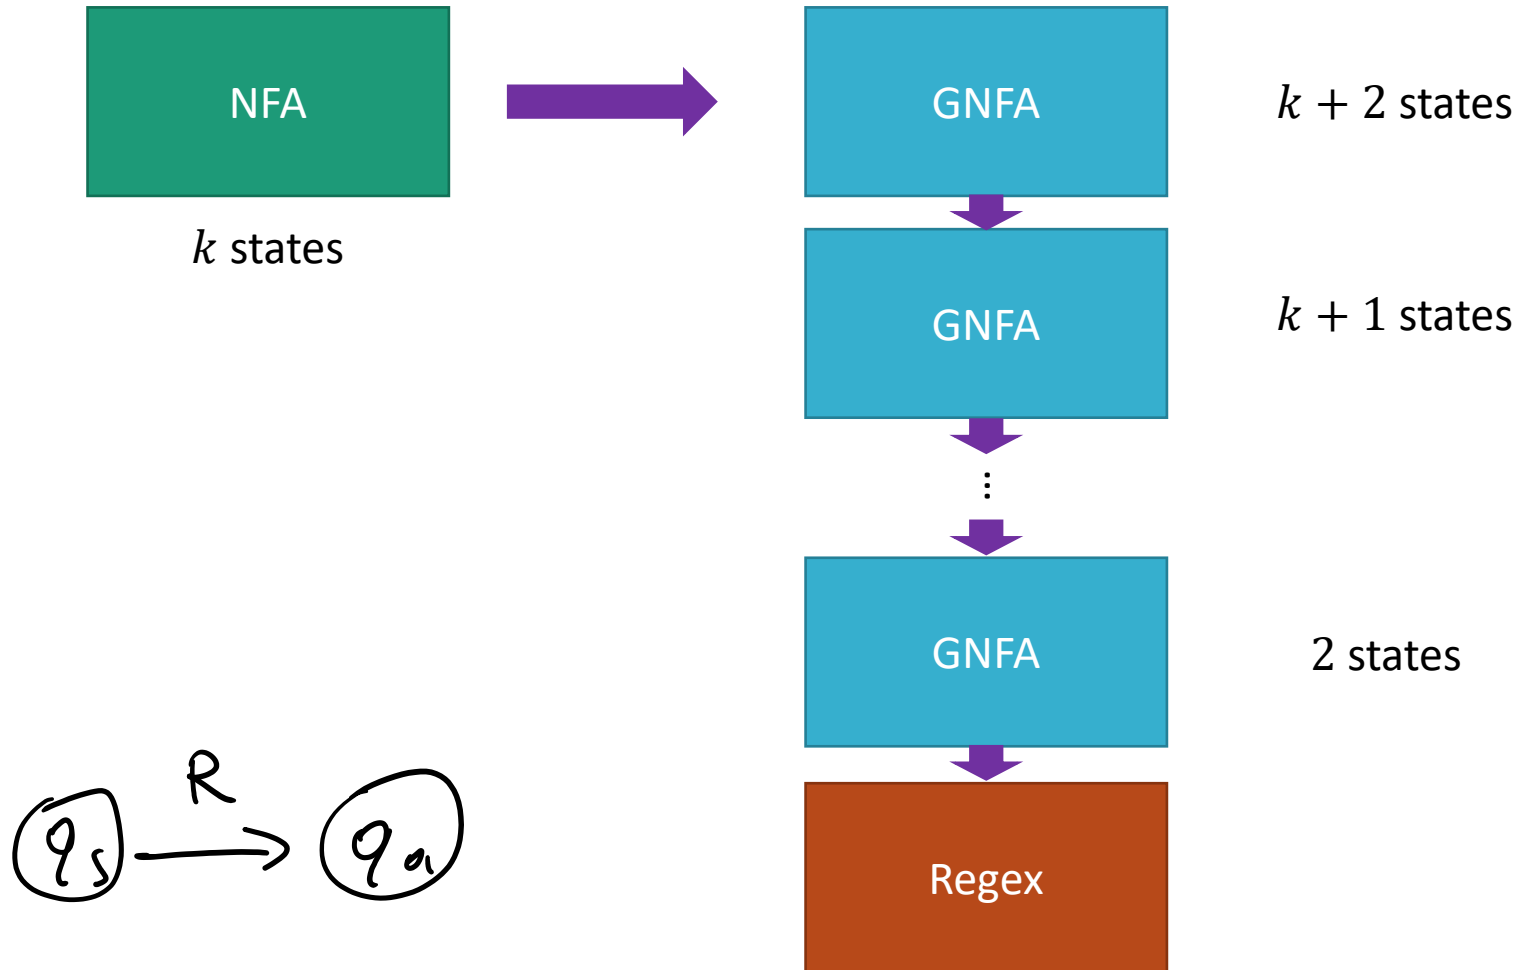 NFA
GNFA
k + 2 states
k states
GNFA
k + 1 states
⋮
GNFA
2 states
R
qs
qa
Regex